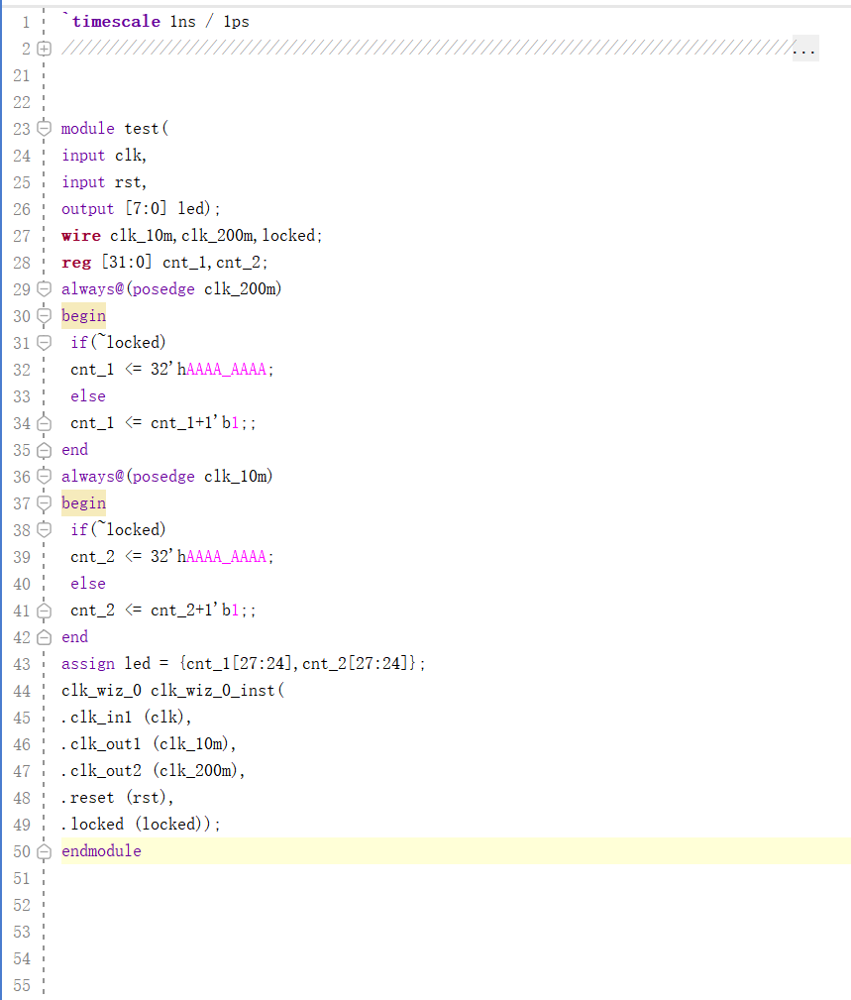 1 `timescale 1ns / 1ps
2 //////////////////////////////////////////////////////////////////////////////////...
21
22
23 module test(
24 input clk,
25 input rst,
26 output [7:0] led);
27 wire clk_10m,clk_200m,locked;
28 reg [31:0] cnt_1,cnt_2;
29 always@(posedge clk_200m)
30 begin
31 if(~locked)
32 cnt_1 <= 32'hAAAA_AAAA;
33 else
34 cnt_1 <= cnt_1+1'b1;;
35 end
36 always@(posedge clk_10m)
37 begin
38 if(~locked)
39 cnt_2 <= 32'hAAAA_AAAA;
40 else
41 cnt_2 <= cnt_2+1'b1;;
42 end
43 assign led = {cnt_1[27:24],cnt_2[27:24]};
44 clk_wiz_0 clk_wiz_0_inst(
45 .clk_in1 (clk),
46 .clk_out1 (clk_10m),
47 .clk_out2 (clk_200m),
48 .reset (rst),
49 .locked (locked));
50 endmodule
51
52
53
54
55